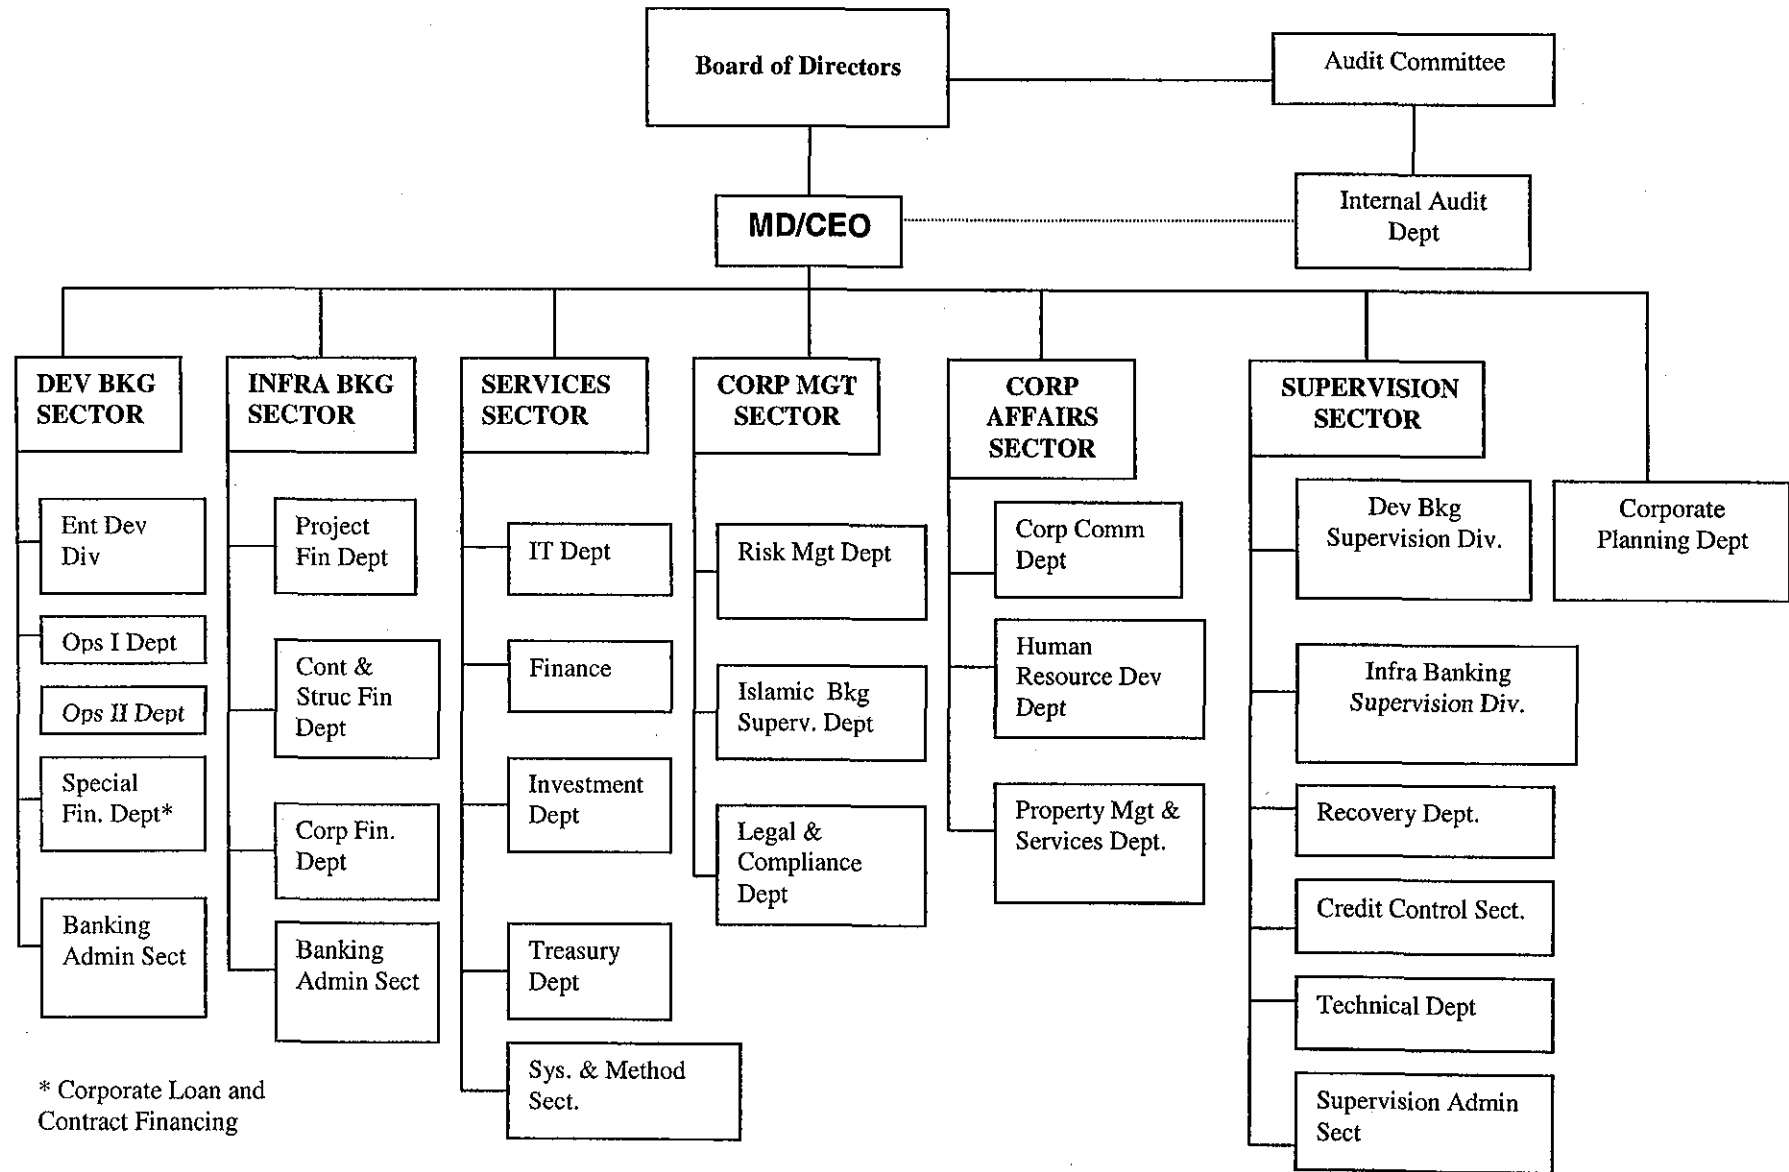 Board of Directors
Audit Committee
Internal Audit
Dept
MD/CEO
DEV BKG
SECTOR
Ent Dev
Div
Ops I Dept
Ops II Dept
Special
Fin. Dept*
Banking
Admin Sect
INFRA BKG
SECTOR
Project
Fin Dept
Cont &
Struc Fin
Dept
Corp Fin.
Dept
Banking
Admin Sect
SERVICES
SECTOR
IT Dept
Finance
Investment
Dept
Treasury
Dept
Sys. & Method
Sect.
CORP MGT
SECTOR
Risk Mgt Dept
Islamic Bkg
Superv. Dept
Legal &
Compliance
Dept
CORP
AFFAIRS
SECTOR
Corp Comm
Dept
Human
Resource Dev
Dept
Property Mgt &
Services Dept.
SUPERVISION
SECTOR
Dev Bkg
Supervision Div.
Infra Banking
Supervision Div.
Recovery Dept.
Credit Control Sect.
Technical Dept
Supervision Admin
Sect
Corporate
Planning Dept
* Corporate Loan and
Contract Financing